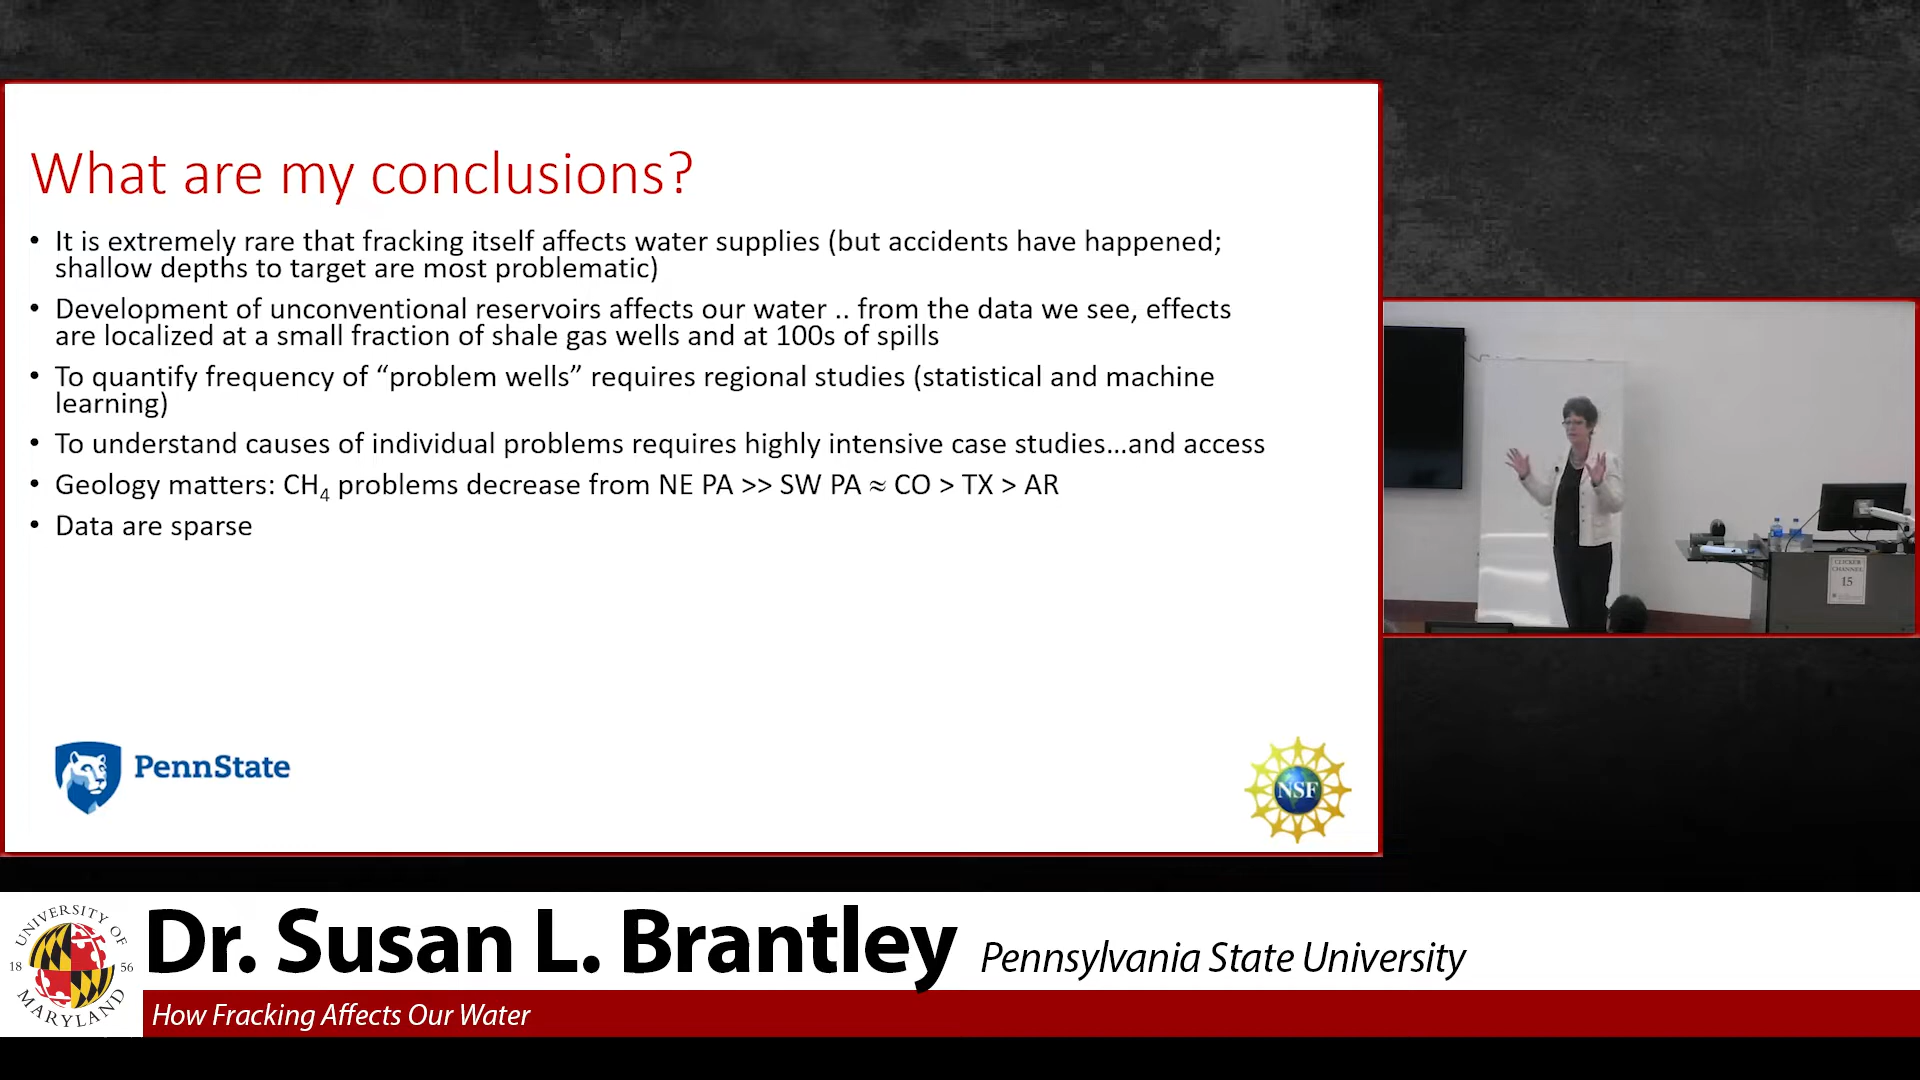 What are my conclusions?
• It is extremely rare that fracking itself affects water supplies (but accidents have happened;
shallow depths to target are most problematic)
• Development of unconventional reservoirs affects our water .. from the data we see, effects
are localized at a small fraction of shale gas wells and at 100s of spills
• To quantify frequency of “problem wells” requires regional studies (statistical and machine
learning)
• To understand causes of individual problems requires highly intensive case studies...and access
• Geology matters: CH₄ problems decrease from NE PA >> SW PA ≈ CO > TX > AR
• Data are sparse
PennState
NSF
CLICKER
CHANNEL
15
UNIVERSITY OF
18 56
MARYLAND
Dr. Susan L. Brantley Pennsylvania State University
How Fracking Affects Our Water